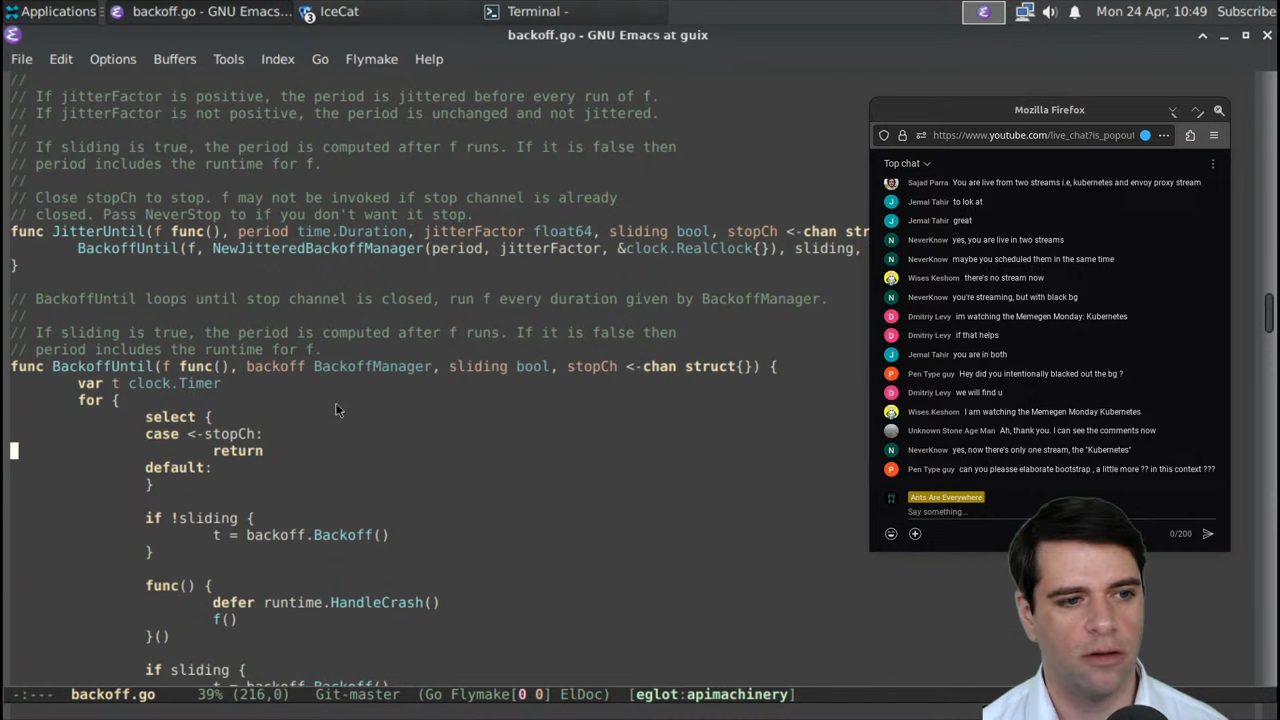 Applications
backoff.go - GNU Emacs...
3 IceCat
Terminal -
Mon 24 Apr, 10:49 Subscribe
backoff.go - GNU Emacs at guix
File Edit Options Buffers Tools Index Go Flymake Help
//
// If jitterFactor is positive, the period is jittered before every run of f.
// If jitterFactor is not positive, the period is unchanged and not jittered.
//
// If sliding is true, the period is computed after f runs. If it is false then
// period includes the runtime for f.
//
// Close stopCh to stop. f may not be invoked if stop channel is already
// closed. Pass NeverStop to if you don't want it stop.
func JitterUntil(f func(), period time.Duration, jitterFactor float64, sliding bool, stopCh <-chan str
BackoffUntil(f, NewJitteredBackoffManager(period, jitterFactor, &clock.RealClock{}), sliding,
}
// BackoffUntil loops until stop channel is closed, run f every duration given by BackoffManager.
//
// If sliding is true, the period is computed after f runs. If it is false then
// period includes the runtime for f.
func BackoffUntil(f func(), backoff BackoffManager, sliding bool, stopCh <-chan struct{}) {
var t clock.Timer
for {
select {
case <-stopCh:
return
default:
}
if !sliding {
t = backoff.Backoff()
}
func() {
defer runtime.HandleCrash()
f()
}()
if sliding {
t = backoff.Backoff()
-:--- backoff.go 39% (216,0) Git-master (Go Flymake[0 0] ElDoc) [eglot:apimachinery]
Mozilla Firefox
https://www.youtube.com/live_chat?is_popout
Top chat
Sajad Parra You are live from two streams i.e, kubernetes and envoy proxy stream
J Jemal Tahir to lok at
J Jemal Tahir great
N NeverKnow yes, you are live in two streams
N NeverKnow maybe you scheduled them in the same time
Wises Keshom there's no stream now
N NeverKnow you're streaming, but with black bg
D Dmitriy Levy im watching the Memegen Monday: Kubernetes
D Dmitriy Levy if that helps
J Jemal Tahir you are in both
P Pen Type guy Hey did you intentionally blacked out the bg ?
D Dmitriy Levy we will find u
Wises Keshom I am watching the Memegen Monday Kubernetes
Unknown Stone Age Man Ah, thank you. I can see the comments now
N NeverKnow yes, now there's only one stream, the "Kubernetes"
P Pen Type guy can you pleasse elaborate bootstrap , a little more ?? in this context ???
Ants Are Everywhere
Say something...
0/200